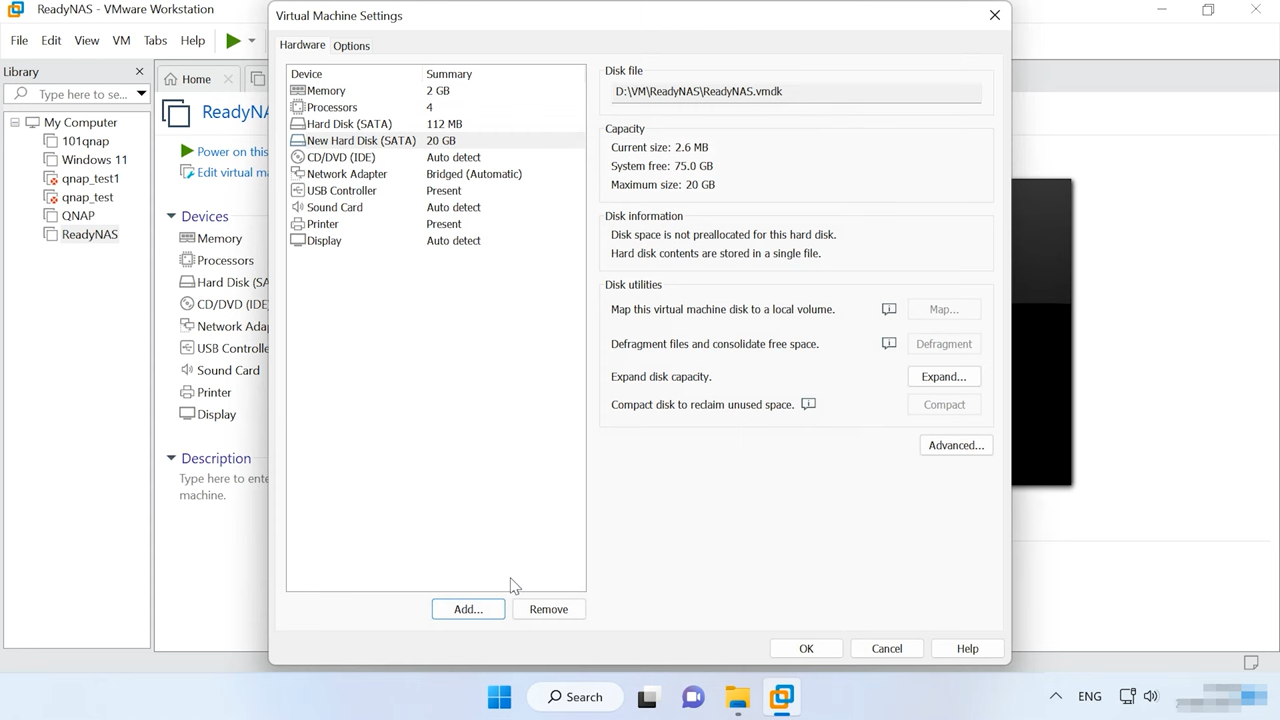 ReadyNAS - VMware Workstation
File Edit View VM Tabs Help
Library
Type here to se...
My Computer
101qnap
Windows 11
qnap_test1
qnap_test
QNAP
ReadyNAS
Home
ReadyNA
Power on this
Edit virtual ma
Devices
Memory
Processors
Hard Disk (SA
CD/DVD (IDE
Network Adap
USB Controlle
Sound Card
Printer
Display
Description
Type here to ente
machine.
Virtual Machine Settings
Hardware Options
Device Summary
Memory 2 GB
Processors 4
Hard Disk (SATA) 112 MB
New Hard Disk (SATA) 20 GB
CD/DVD (IDE) Auto detect
Network Adapter Bridged (Automatic)
USB Controller Present
Sound Card Auto detect
Printer Present
Display Auto detect
Add... Remove
Disk file
D:\VM\ReadyNAS\ReadyNAS.vmdk
Capacity
Current size: 2.6 MB
System free: 75.0 GB
Maximum size: 20 GB
Disk information
Disk space is not preallocated for this hard disk.
Hard disk contents are stored in a single file.
Disk utilities
Map this virtual machine disk to a local volume. Map...
Defragment files and consolidate free space. Defragment
Expand disk capacity. Expand...
Compact disk to reclaim unused space. Compact
Advanced...
OK Cancel Help
Search
ENG